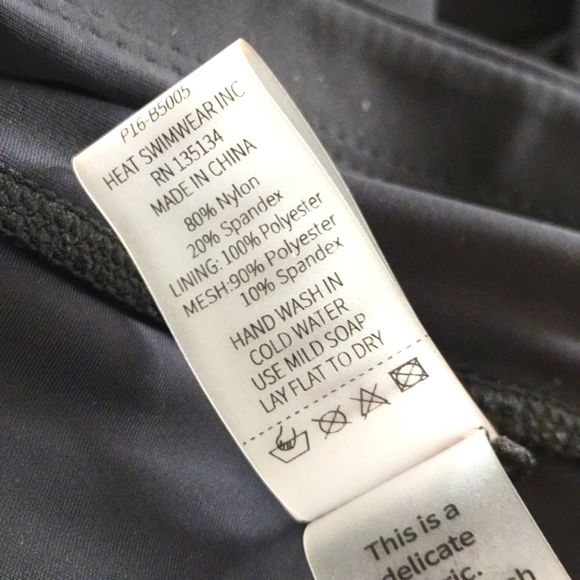 P16-B5005
HEAT SWIMWEAR INC
RN 135134
MADE IN CHINA
80% Nylon
20% Spandex
LINING: 100% Polyester
MESH:90% Polyester
10% Spandex
HAND WASH IN
COLD WATER
USE MILD SOAP
LAY FLAT TO DRY
This is a
delicate